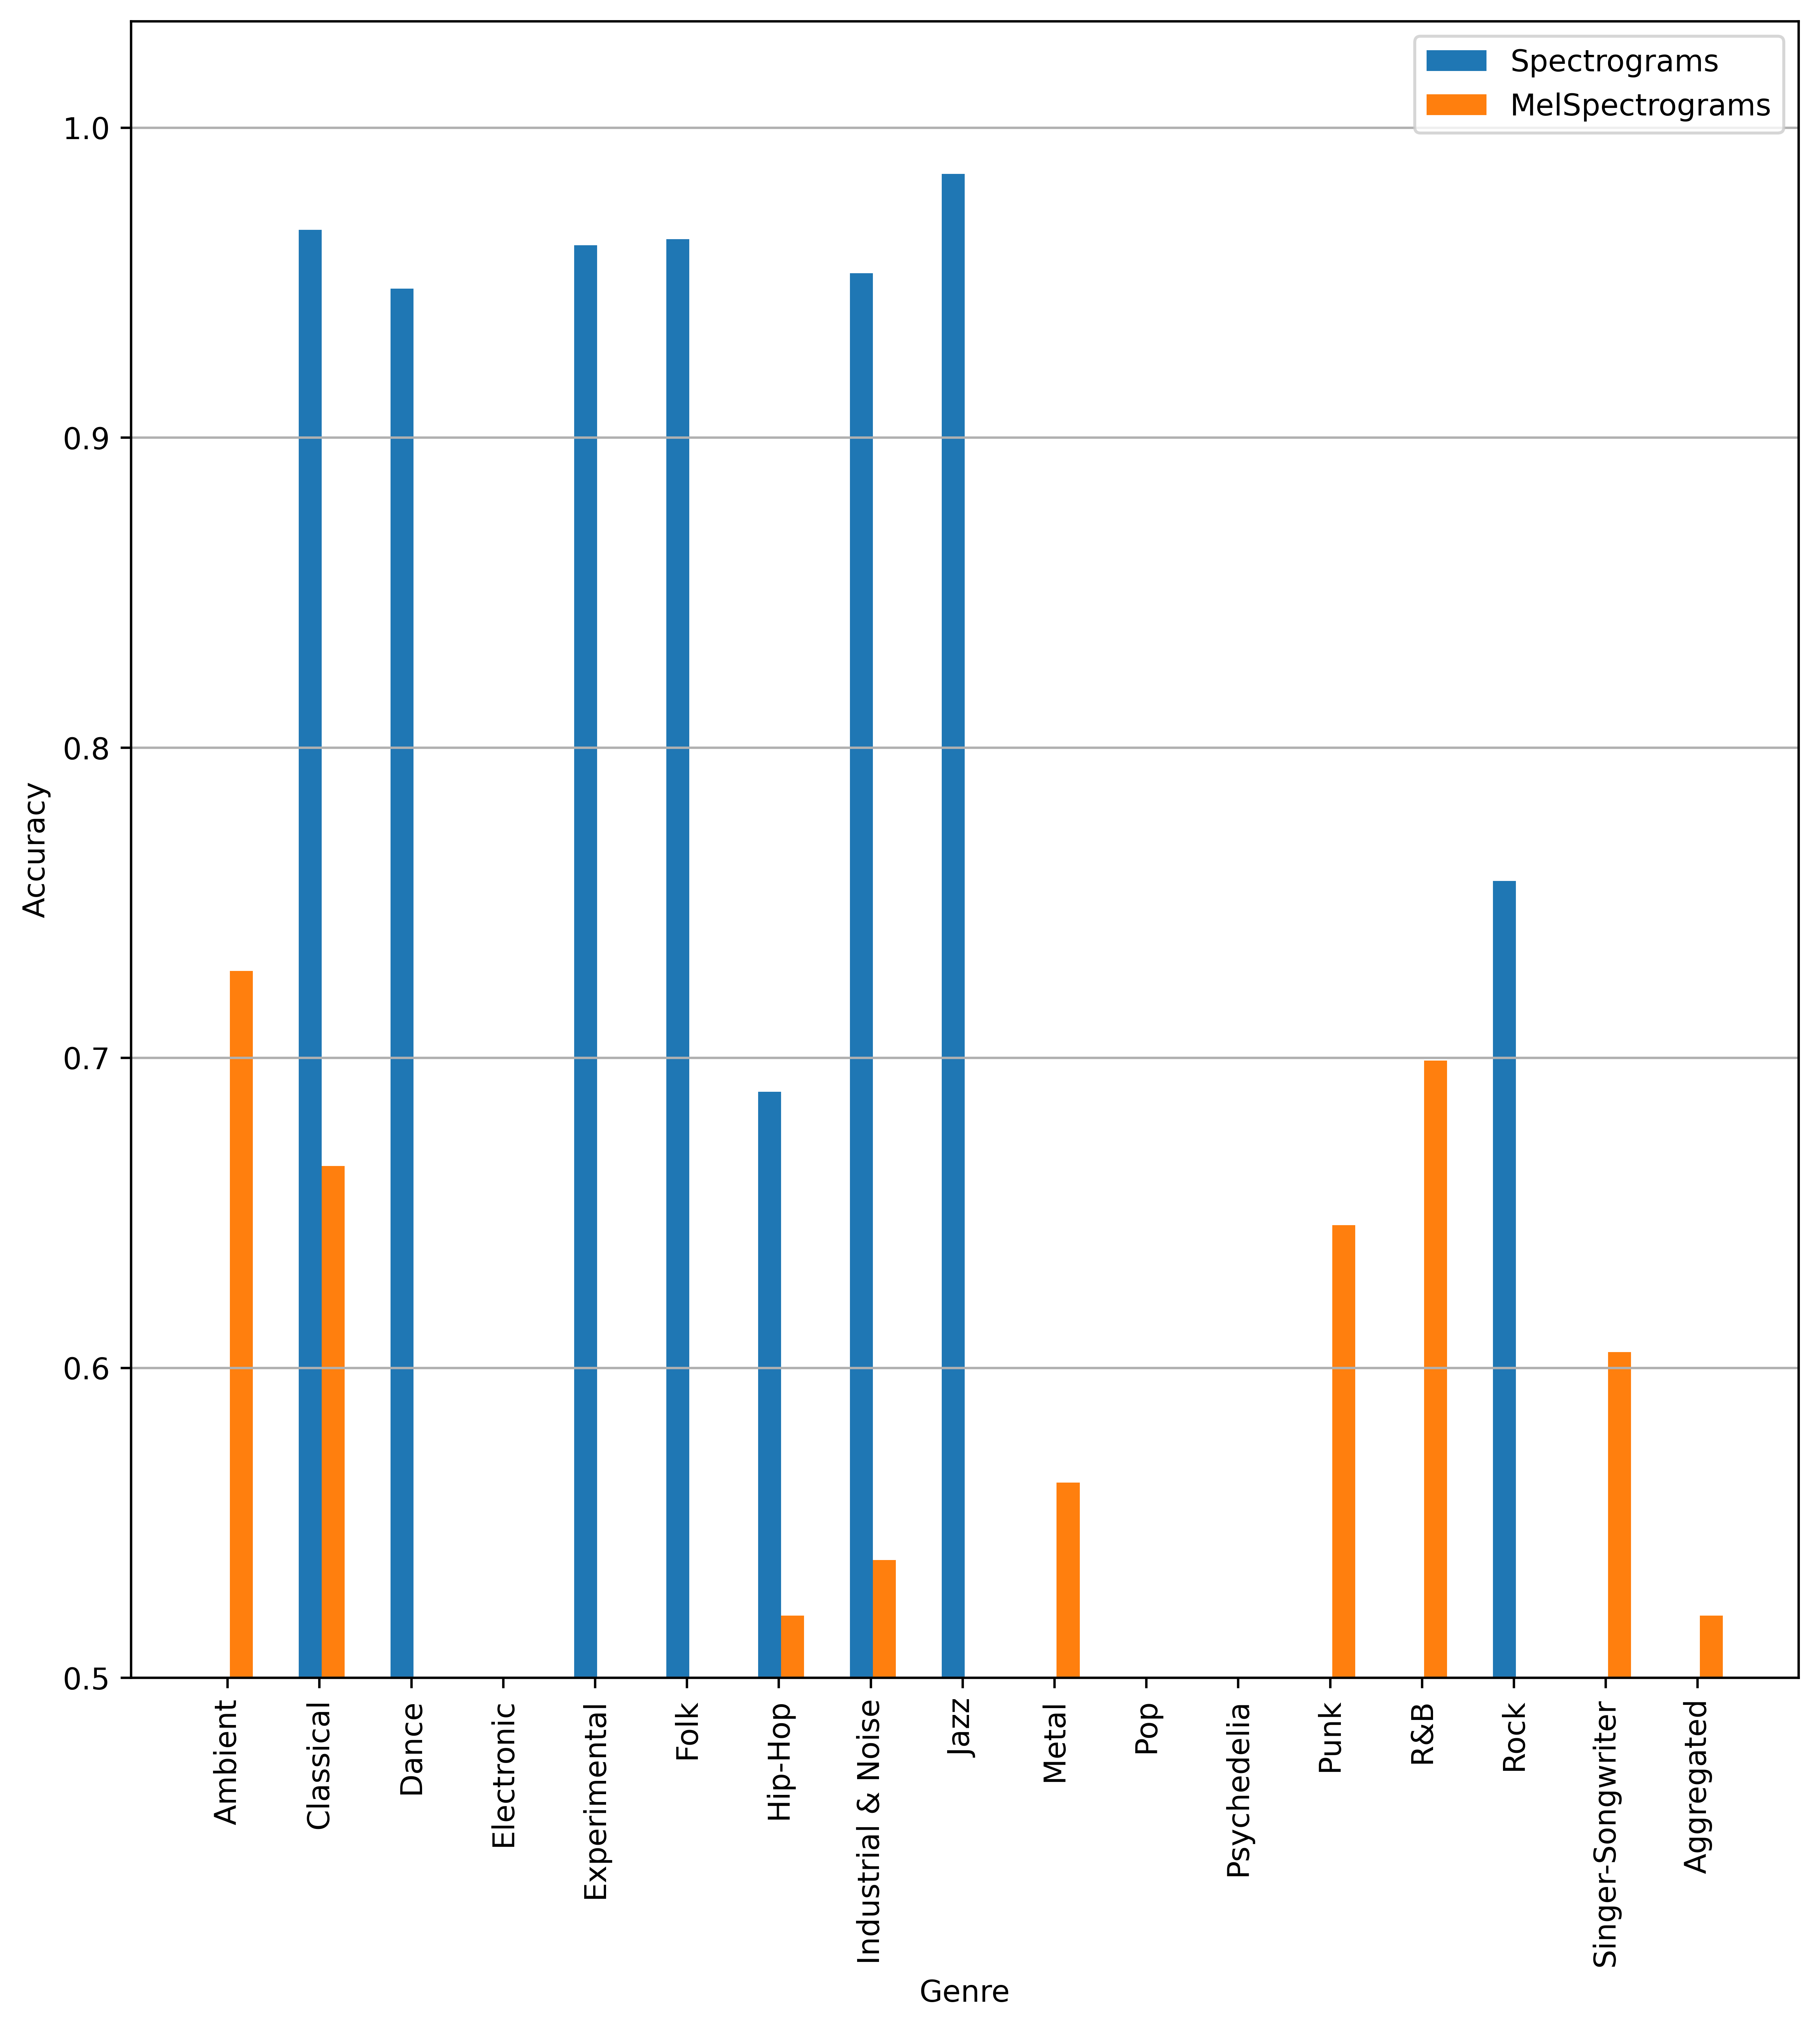 Spectrograms
MelSpectrograms
1.0
0.9
0.8
0.7
0.6
0.5
Accuracy
Ambient
Classical
Dance
Electronic
Experimental
Folk
Hip-Hop
Industrial & Noise
Jazz
Metal
Pop
Psychedelia
Punk
R&B
Rock
Singer-Songwriter
Aggregated
Genre